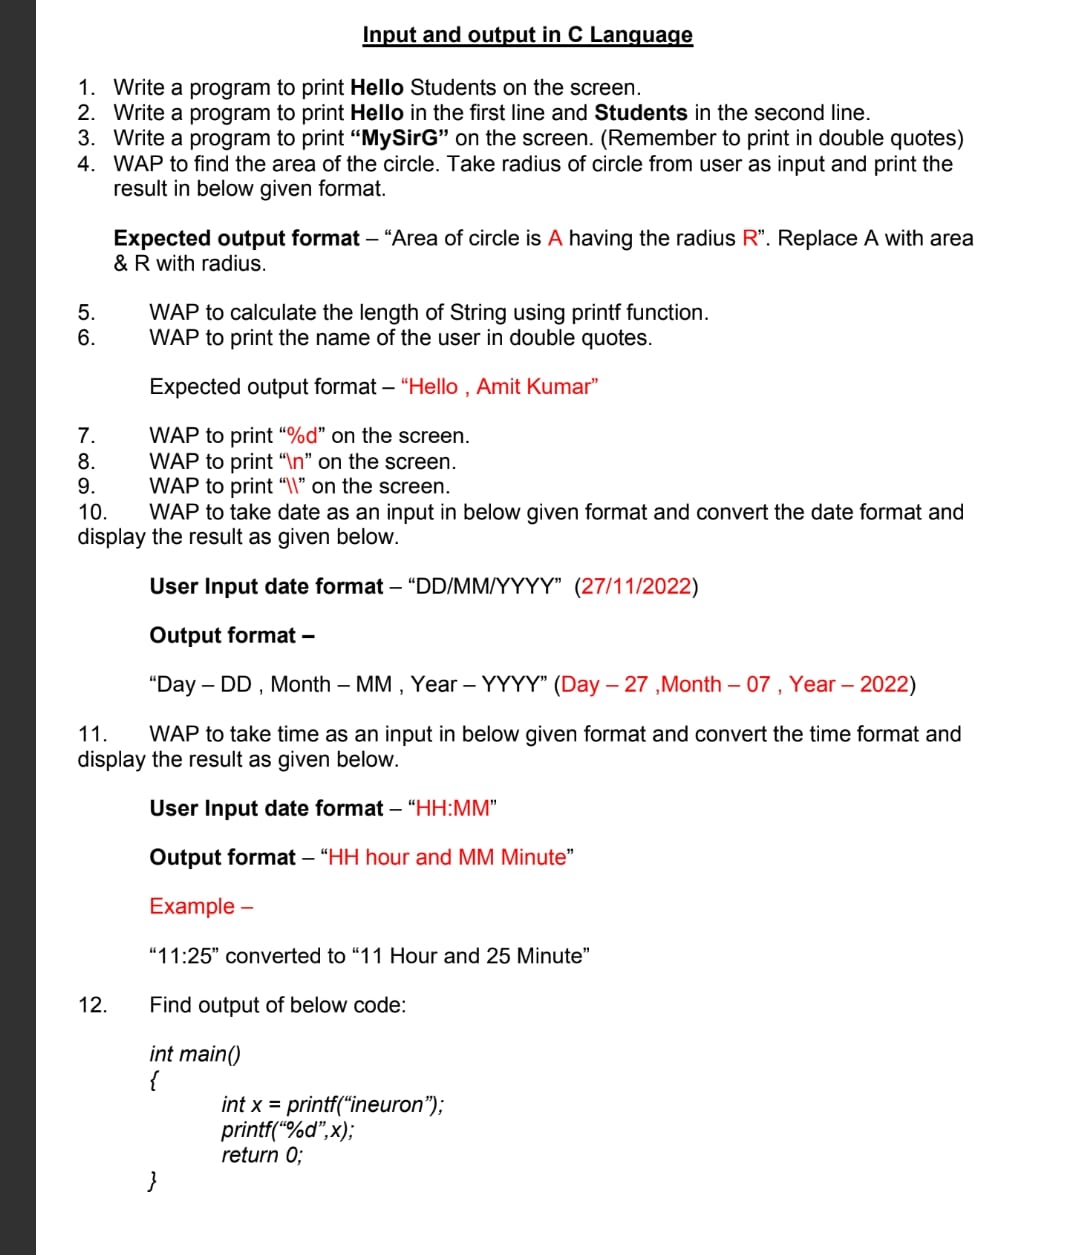 Input and output in C Language
1. Write a program to print Hello Students on the screen.
2. Write a program to print Hello in the first line and Students in the second line.
3. Write a program to print “MySirG” on the screen. (Remember to print in double quotes)
4. WAP to find the area of the circle. Take radius of circle from user as input and print the
result in below given format.
Expected output format – “Area of circle is A having the radius R”. Replace A with area
& R with radius.
5. WAP to calculate the length of String using printf function.
6. WAP to print the name of the user in double quotes.
Expected output format – “Hello , Amit Kumar”
7. WAP to print “%d” on the screen.
8. WAP to print “\n” on the screen.
9. WAP to print “\\” on the screen.
10. WAP to take date as an input in below given format and convert the date format and
display the result as given below.
User Input date format – “DD/MM/YYYY” (27/11/2022)
Output format –
“Day – DD , Month – MM , Year – YYYY” (Day – 27 ,Month – 07 , Year – 2022)
11. WAP to take time as an input in below given format and convert the time format and
display the result as given below.
User Input date format – “HH:MM”
Output format – “HH hour and MM Minute”
Example –
“11:25” converted to “11 Hour and 25 Minute”
12. Find output of below code:
int main()
{
int x = printf(“ineuron”);
printf(“%d”,x);
return 0;
}